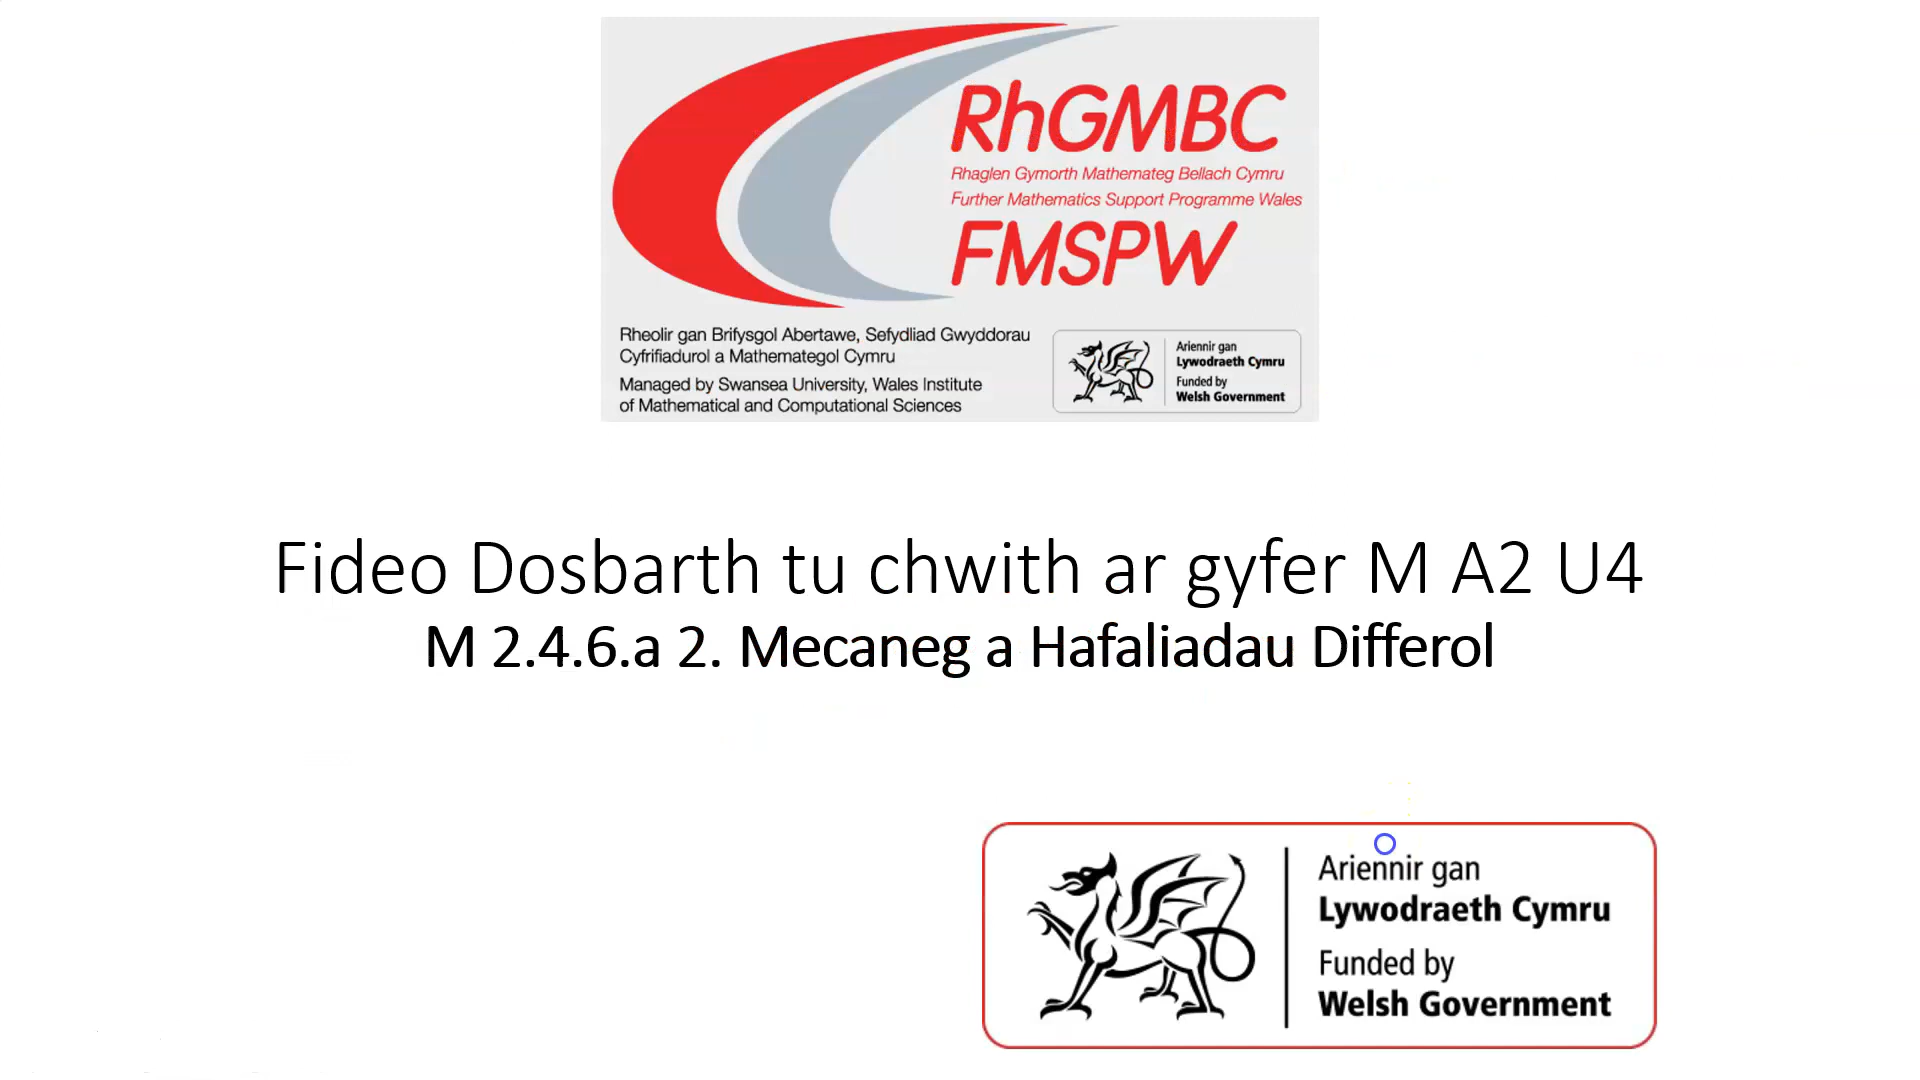 RhGMBC
Rhaglen Gymorth Mathemateg Bellach Cymru
Further Mathematics Support Programme Wales
FMSPW
Rheolir gan Brifysgol Abertawe, Sefydliad Gwyddorau
Cyfrifiadurol a Mathemategol Cymru
Managed by Swansea University, Wales Institute
of Mathematical and Computational Sciences
Ariennir gan
Lywodraeth Cymru
Funded by
Welsh Government
Fideo Dosbarth tu chwith ar gyfer M A2 U4
M 2.4.6.a 2. Mecaneg a Hafaliadau Differol
Ariennir gan
Lywodraeth Cymru
Funded by
Welsh Government